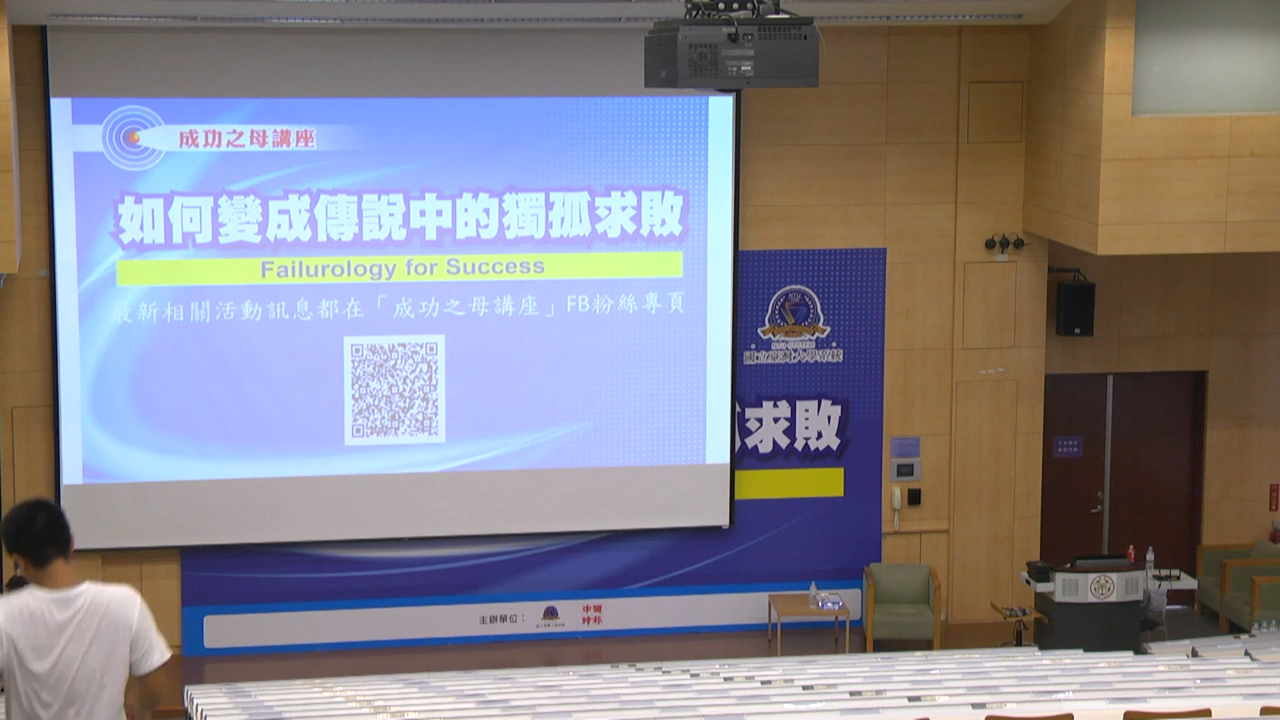 成功之母講座
如何變成傳說中的獨孤求敗
Failurology for Success
最新相關活動訊息都在「成功之母講座」FB粉絲專頁
NTU
國立臺灣大學系統
求敗
主辦單位：
中國
時報